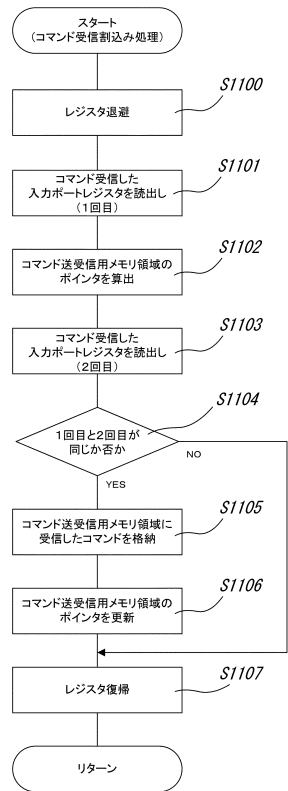 スタート
(コマンド受信割込み処理)
S1100
レジスタ退避
S1101
コマンド受信した
入力ポートレジスタを読出し
(1回目)
S1102
コマンド送受信用メモリ領域の
ポインタを算出
S1103
コマンド受信した
入力ポートレジスタを読出し
(2回目)
S1104
1回目と2回目が
同じか否か
NO
YES
S1105
コマンド送受信用メモリ領域に
受信したコマンドを格納
S1106
コマンド送受信用メモリ領域の
ポインタを更新
S1107
レジスタ復帰
リターン